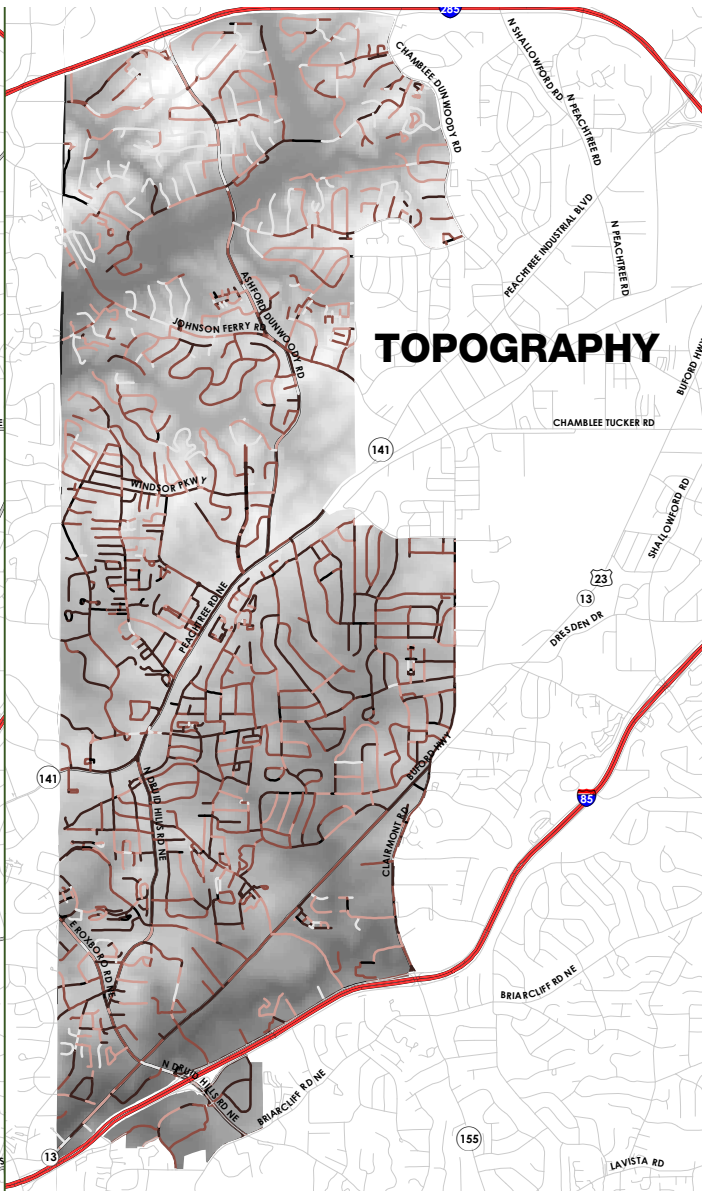 285
N SHALLOWFORD RD
CHAMBLEE DUNWOODY RD
N PEACHTREE RD
PEACHTREE INDUSTRIAL BLVD
N PEACHTREE RD
ASHFORD DUNWOODY RD
JOHNSON FERRY RD
TOPOGRAPHY
BUFORD HWY
CHAMBLEE TUCKER RD
141
WINDSOR PKWY
SHALLOWFORD RD
23
13
PEACHTREE RD NE
DRESDEN DR
141
BUFORD HWY
N DRUID HILLS RD NE
85
CLAIRMONT RD
E ROXBORO RD NE
BRIARCLIFF RD NE
N DRUID HILLS RD NE
BRIARCLIFF RD NE
155
13
LAVISTA RD